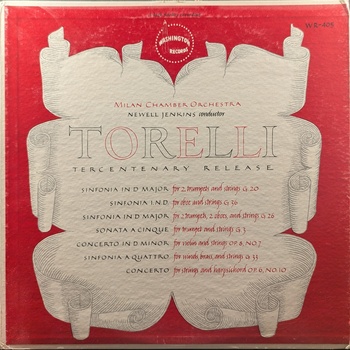 WASHINGTON
RECORDS
MILAN CHAMBER ORCHESTRA
NEWELL JENKINS conductor
TORELLI
TERCENTENARY RELEASE
SINFONIA IN D MAJOR for 2 trumpets and strings G. 20
SINFONIA IN D for oboe and strings G. 36
SINFONIA IN D MAJOR for 2 trumpets, 2 oboes, and strings G. 26
SONATA A CINQUE for trumpet and strings G. 3
CONCERTO IN D MINOR for violin and strings OP. 8, NO. 7
SINFONIA A QUATTRO for winds, brass, and strings G. 33
CONCERTO for strings and harpsichord OP. 6, NO. 10